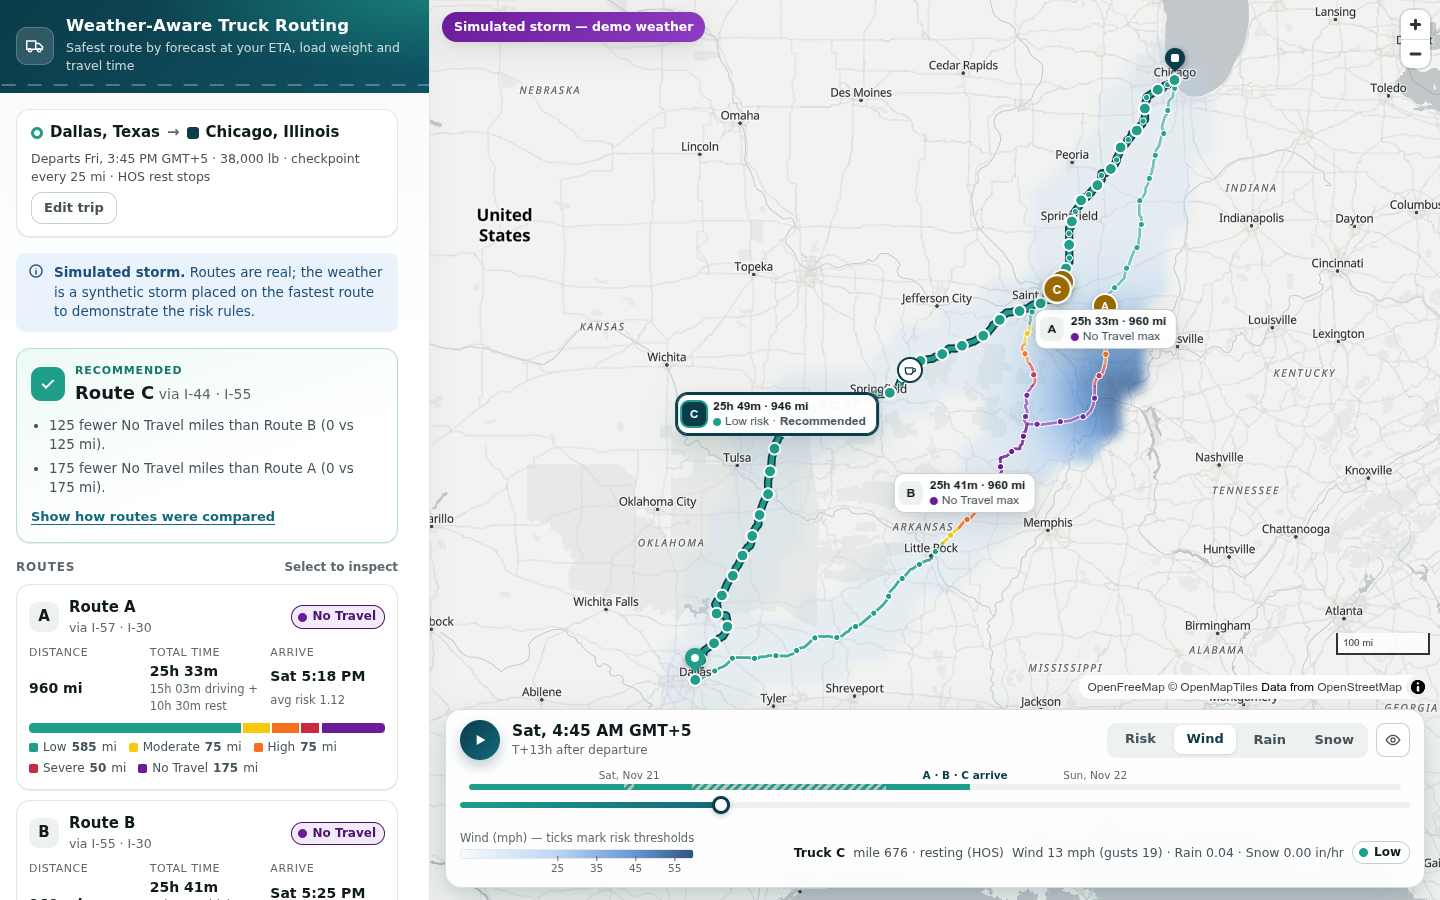 Weather-Aware Truck Routing
Safest route by forecast at your ETA, load weight and
travel time
Dallas, Texas → Chicago, Illinois
Departs Fri, 3:45 PM GMT+5 · 38,000 lb · checkpoint
every 25 mi · HOS rest stops
Edit trip
Simulated storm. Routes are real; the weather
is a synthetic storm placed on the fastest route
to demonstrate the risk rules.
RECOMMENDED
Route C via I-44 · I-55
• 125 fewer No Travel miles than Route B (0 vs
125 mi).
• 175 fewer No Travel miles than Route A (0 vs
175 mi).
Show how routes were compared
ROUTES
Select to inspect
A
Route A
via I-57 · I-30
No Travel
DISTANCE
TOTAL TIME
ARRIVE
960 mi
25h 33m
15h 03m driving +
10h 30m rest
Sat 5:18 PM
avg risk 1.12
Low 585 mi
Moderate 75 mi
High 75 mi
Severe 50 mi
No Travel 175 mi
B
Route B
via I-55 · I-30
No Travel
DISTANCE
TOTAL TIME
ARRIVE
25h 41m
Sat 5:25 PM
Simulated storm — demo weather
+
−
Lansing
Chicago
Cedar Rapids
Toledo
NEBRASKA
Des Moines
Omaha
Lincoln
Peoria
INDIANA
Columbus
United
States
Springfield
Indianapolis
Dayton
Topeka
Cincinnati
Jefferson City
Saint
C
A
KANSAS
A
25h 33m · 960 mi
No Travel max
sville
Louisville
Lexington
Wichita
KENTUCKY
Springfield
C
25h 49m · 946 mi
Low risk · Recommended
Tulsa
Nashville
Knoxville
TENNESSEE
B
25h 41m · 960 mi
No Travel max
Oklahoma City
arillo
ARKANSAS
Memphis
Chattanooga
OKLAHOMA
Little Rock
Huntsville
Wichita Falls
Atlanta
bock
Birmingham
ALABAMA
100 mi
Dallas
MISSISSIPPI
Abilene
Tyler
Shreveport
Jackson
Montgomery
GEORGIA
OpenFreeMap © OpenMapTiles Data from OpenStreetMap
Sat, 4:45 AM GMT+5
T+13h after departure
Risk
Wind
Rain
Snow
Sat, Nov 21
A · B · C arrive
Sun, Nov 22
Wind (mph) — ticks mark risk thresholds
25
35
45
55
Truck C mile 676 · resting (HOS) Wind 13 mph (gusts 19) · Rain 0.04 · Snow 0.00 in/hr
Low
Gai